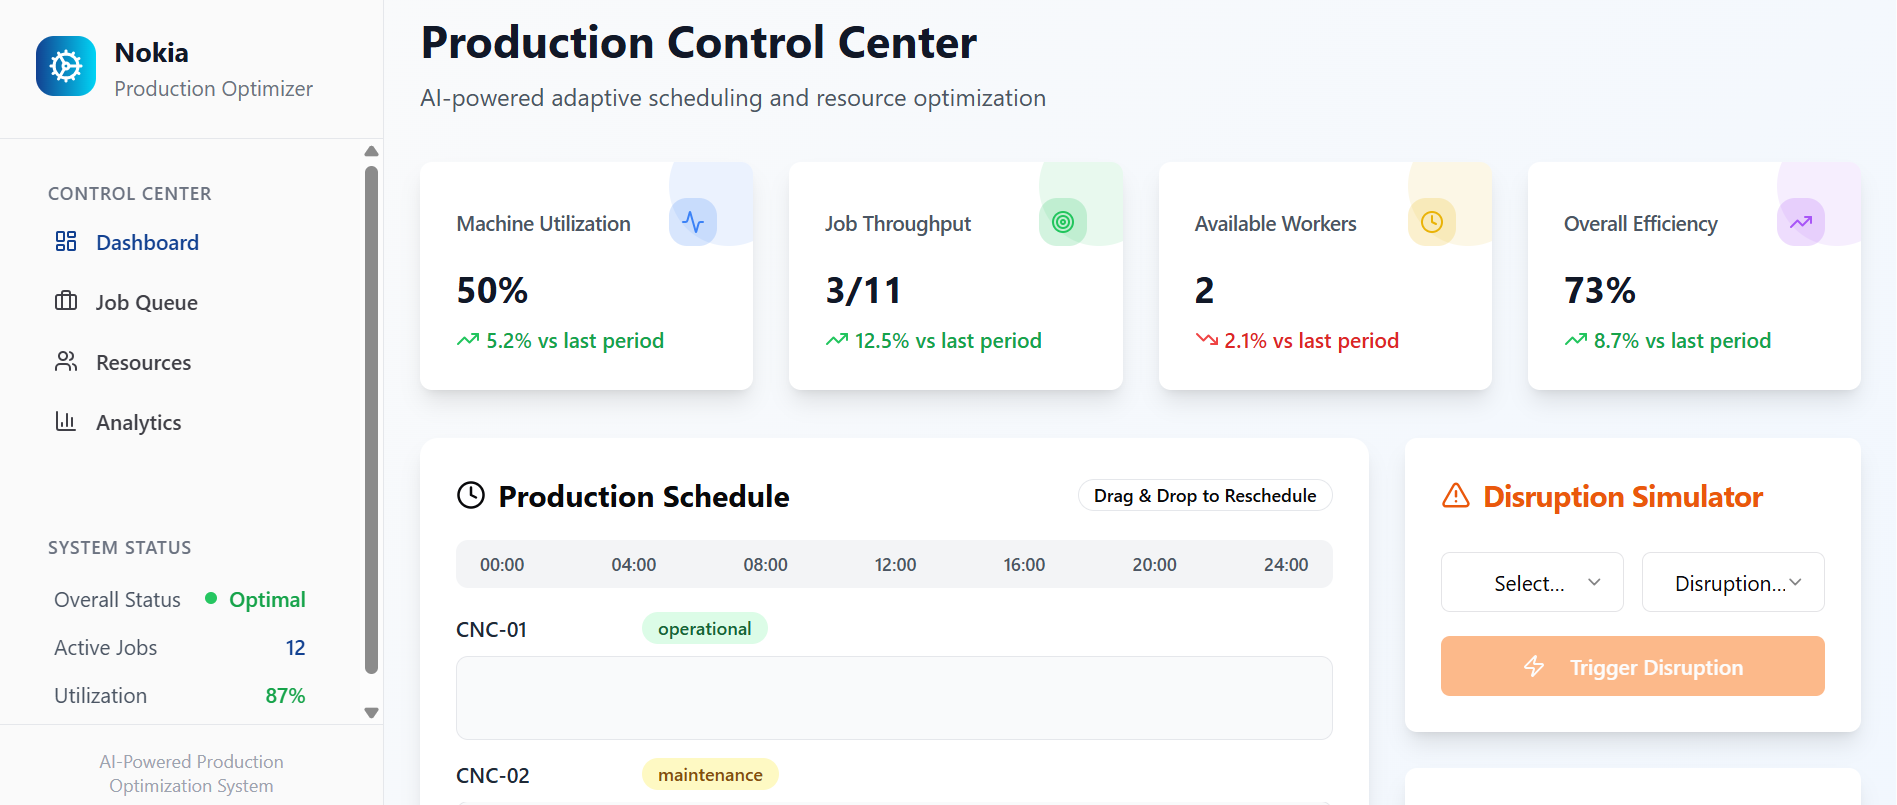 Nokia
Production Optimizer
CONTROL CENTER
Dashboard
Job Queue
Resources
Analytics
SYSTEM STATUS
Overall Status Optimal
Active Jobs 12
Utilization 87%
AI-Powered Production
Optimization System
Production Control Center
AI-powered adaptive scheduling and resource optimization
Machine Utilization
50%
5.2% vs last period
Job Throughput
3/11
12.5% vs last period
Available Workers
2
2.1% vs last period
Overall Efficiency
73%
8.7% vs last period
Production Schedule
Drag & Drop to Reschedule
00:00 04:00 08:00 12:00 16:00 20:00 24:00
CNC-01 operational
CNC-02 maintenance
Disruption Simulator
Select... Disruption...
Trigger Disruption